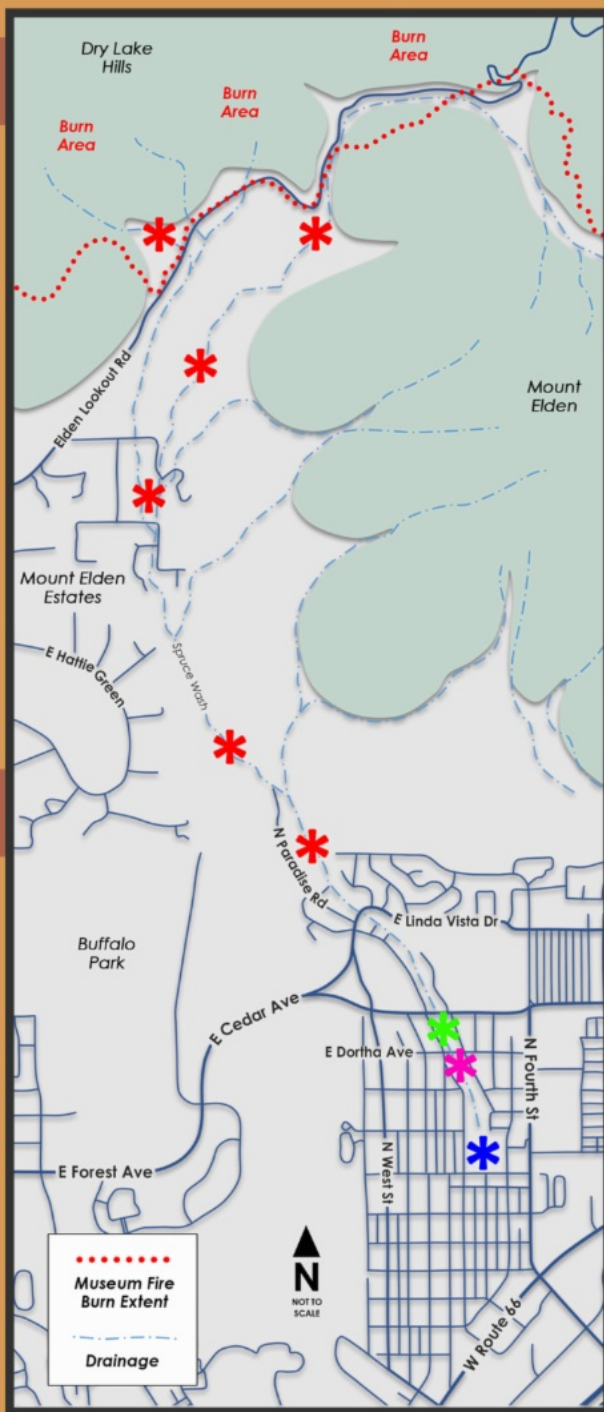 Dry Lake
Hills
Burn
Area
Burn
Area
Burn
Area
Elden Lookout Rd
Mount
Elden
Mount Elden
Estates
E Hattie Green
Spruce Wash
N Paradise Rd
E Linda Vista Dr
Buffalo
Park
E Cedar Ave
E Dortha Ave
N Fourth St
N West St
E Forest Ave
N
NOT TO
SCALE
W Route 66
Museum Fire
Burn Extent
Drainage